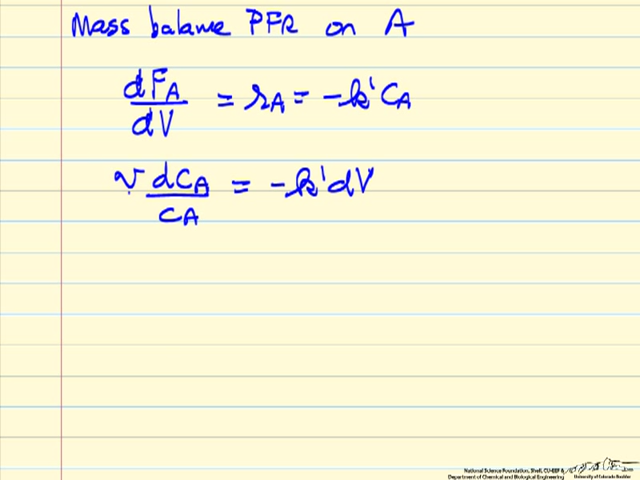 Mass balance PFR on A
dF_A/dV = r_A = -k'C_A
v dC_A/C_A = -k'dV
National Science Foundation, Shell, CU-EEF &
Department of Chemical and Biological Engineering
University of Colorado Boulder